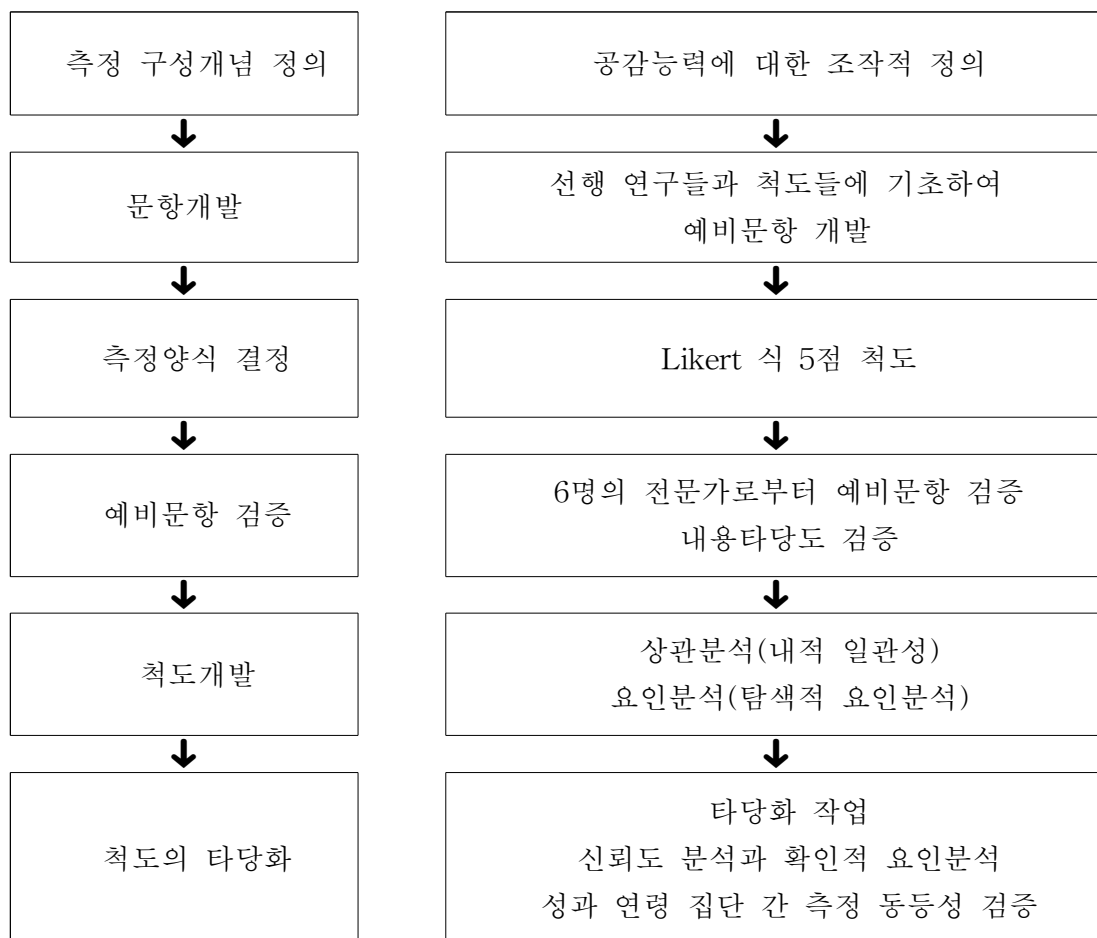 측정 구성개념 정의
공감능력에 대한 조작적 정의
문항개발
선행 연구들과 척도들에 기초하여
예비문항 개발
측정양식 결정
Likert 식 5점 척도
예비문항 검증
6명의 전문가로부터 예비문항 검증
내용타당도 검증
척도개발
상관분석(내적 일관성)
요인분석(탐색적 요인분석)
척도의 타당화
타당화 작업
신뢰도 분석과 확인적 요인분석
성과 연령 집단 간 측정 동등성 검증